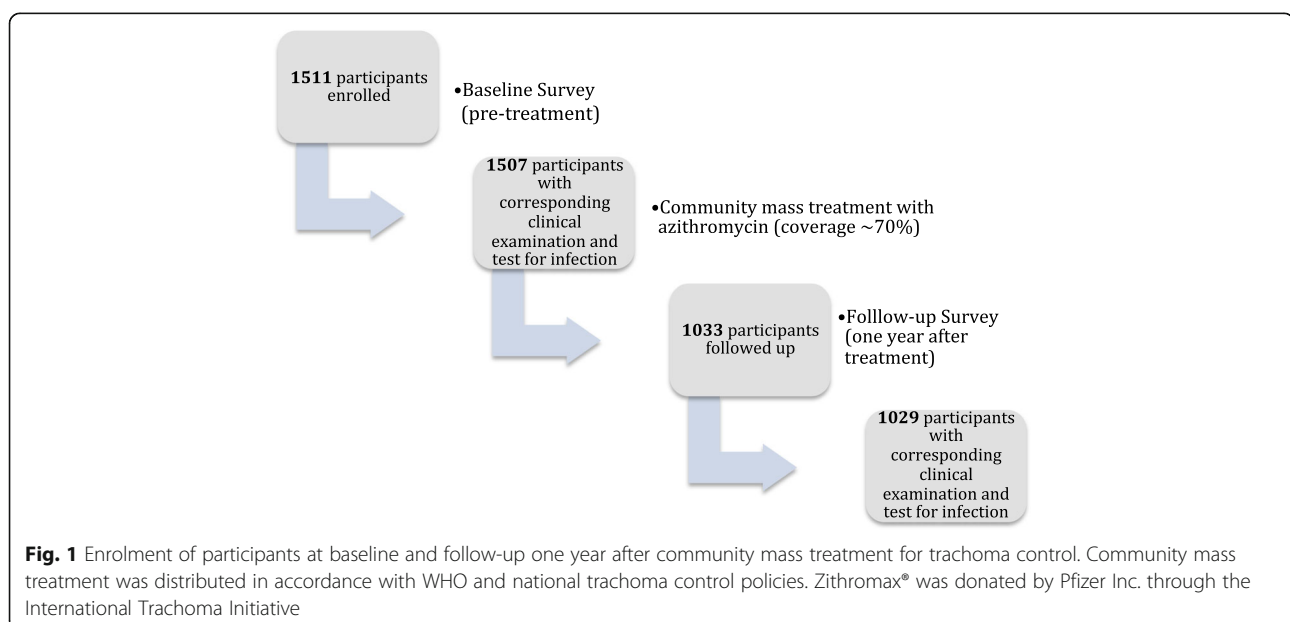 1511 participants
enrolled
•Baseline Survey
(pre-treatment)
1507 participants
with
corresponding
clinical
examination and
test for infection
•Community mass treatment with
azithromycin (coverage ~70%)
1033 participants
followed up
•Folllow-up Survey
(one year after
treatment)
1029 participants
with
corresponding
clinical
examination and
test for infection
Fig. 1 Enrolment of participants at baseline and follow-up one year after community mass treatment for trachoma control. Community mass
treatment was distributed in accordance with WHO and national trachoma control policies. Zithromax® was donated by Pfizer Inc. through the
International Trachoma Initiative